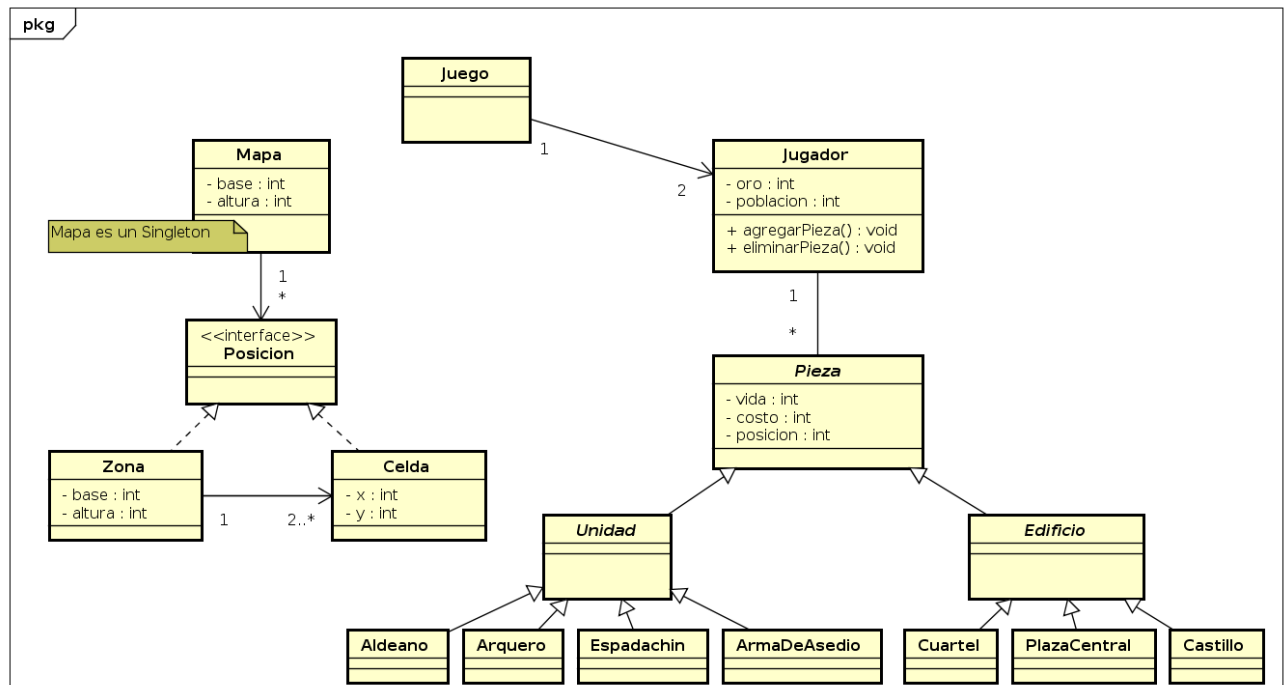 pkg
Juego
1
2
Mapa
- base : int
- altura : int
Mapa es un Singleton
1
*
<<interface>>
Posicion
Zona
- base : int
- altura : int
1
2..*
Celda
- x : int
- y : int
Jugador
- oro : int
- poblacion : int
+ agregarPieza() : void
+ eliminarPieza() : void
1
*
Pieza
- vida : int
- costo : int
- posicion : int
Unidad
Edificio
Aldeano
Arquero
Espadachin
ArmaDeAsedio
Cuartel
PlazaCentral
Castillo